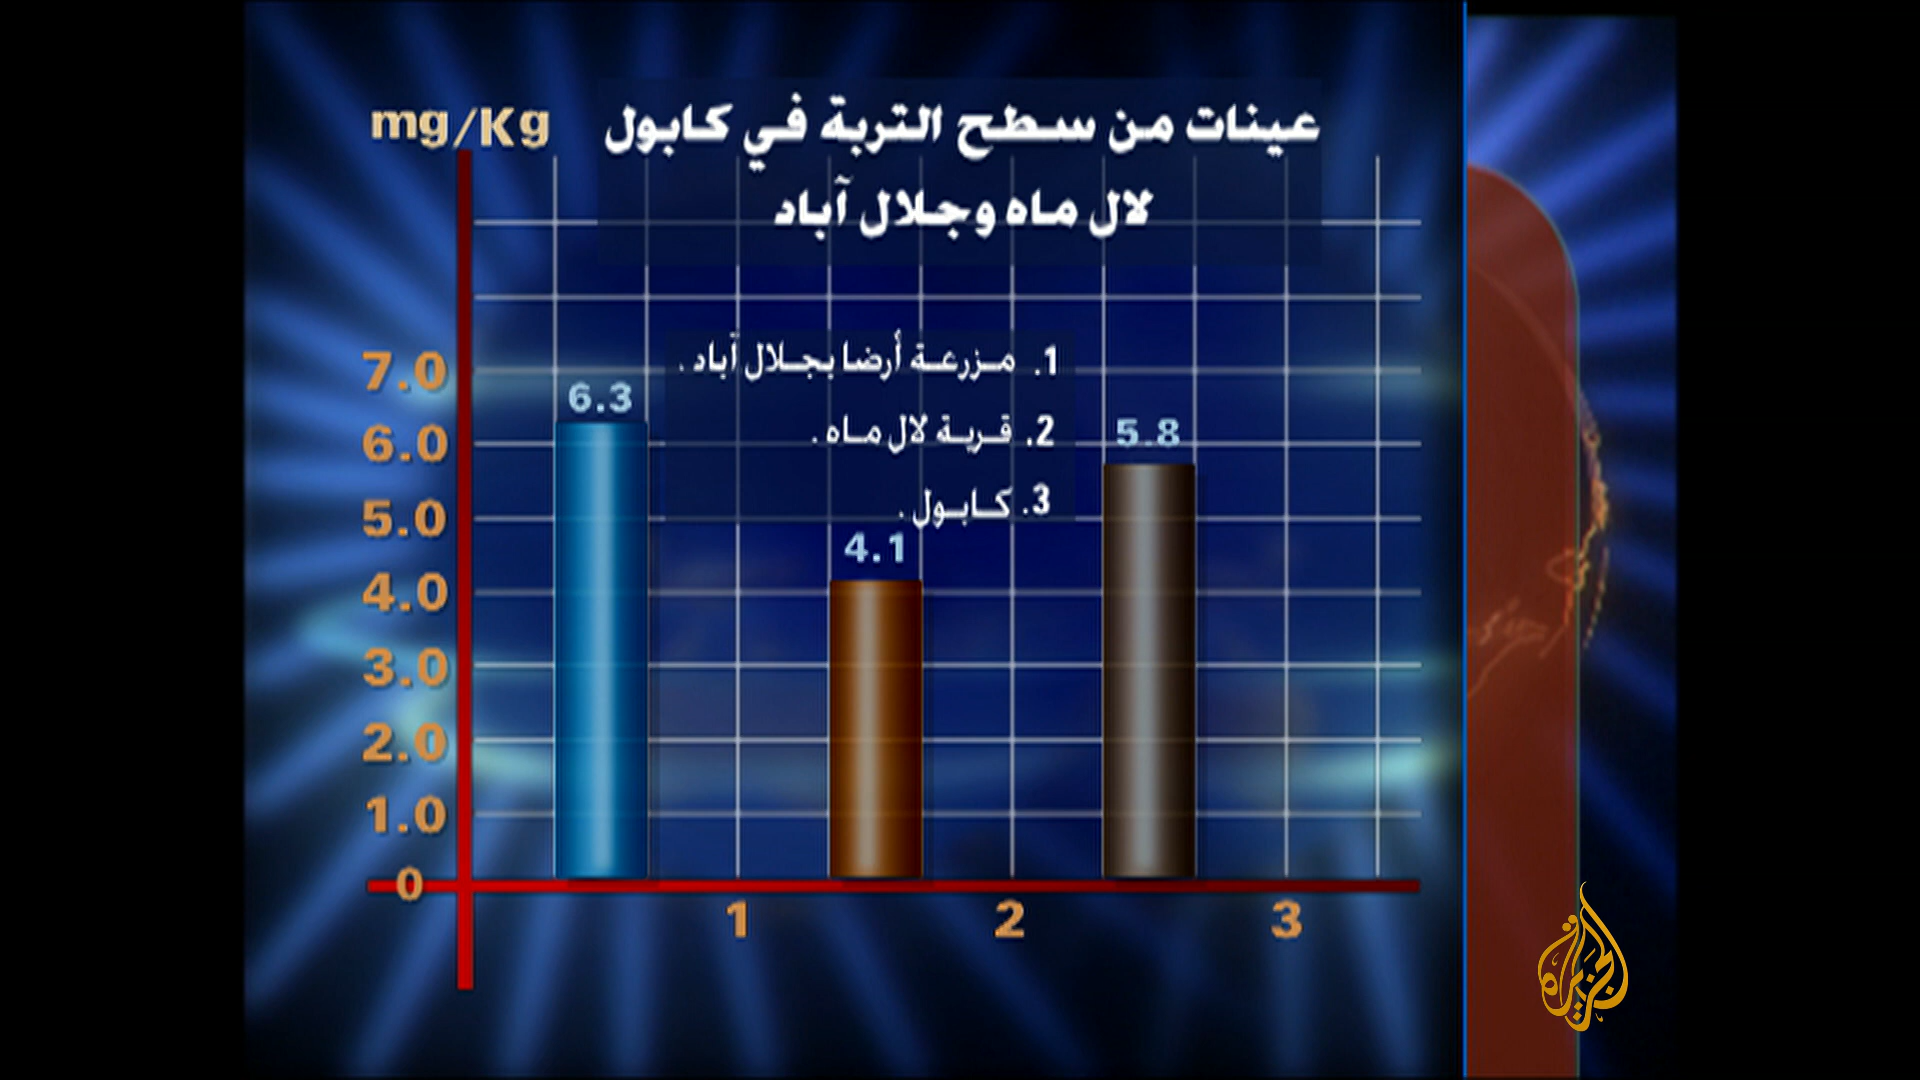 mg/Kg
عينات من سطح التربة في كابول
لال ماه وجلال آباد
1. مزرعة أرضا بجلال آباد .
2. قرية لال ماه .
3. كابول .
7.0
6.0
5.0
4.0
3.0
2.0
1.0
0
6.3
4.1
5.8
1 2 3
الجزيرة